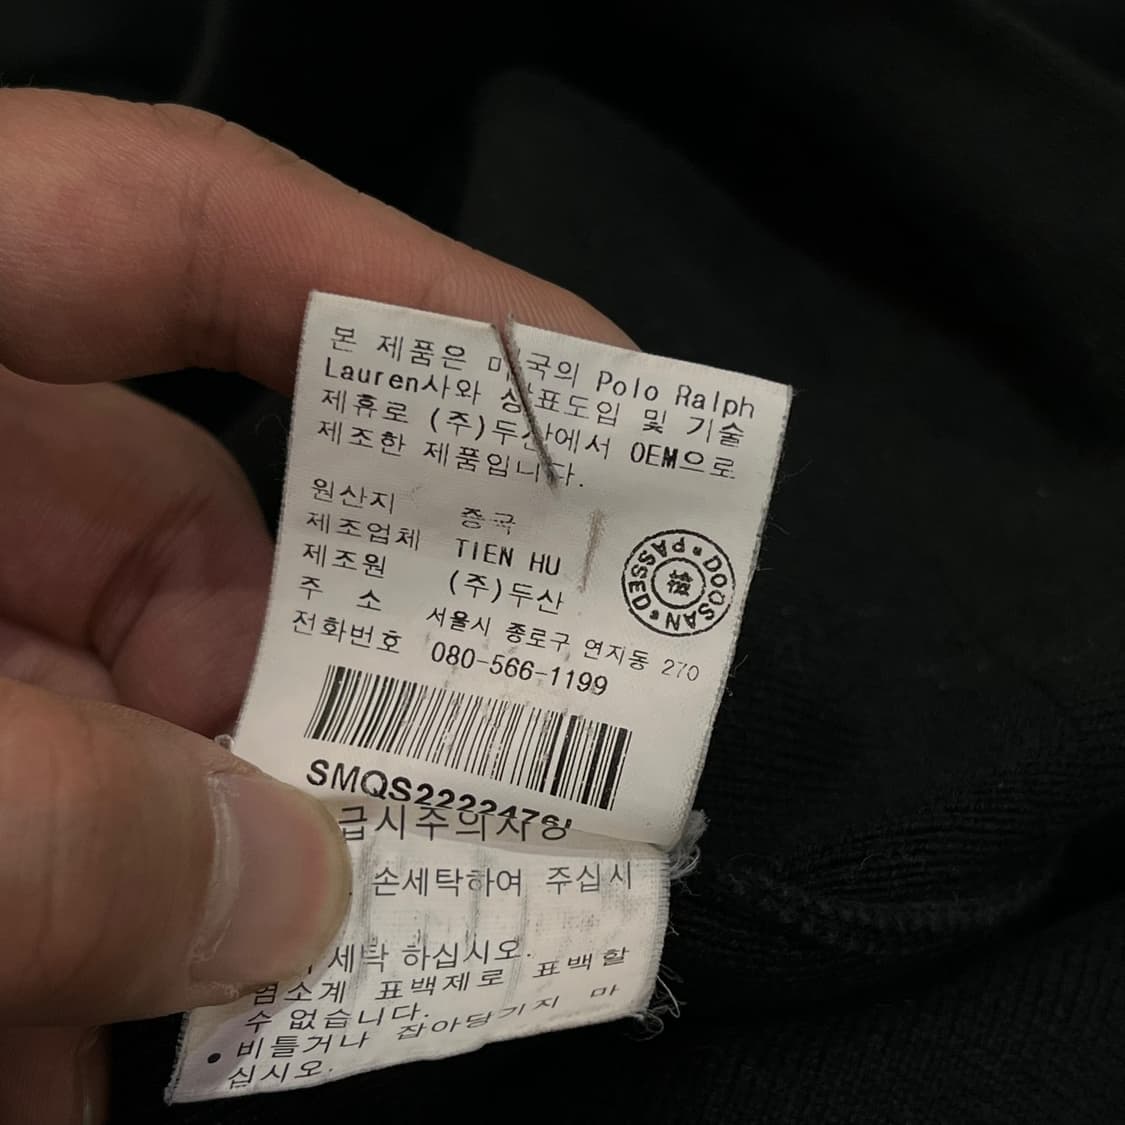 본 제품은 미국의 Polo Ralph
Lauren사와 상표도입 및 기술
제휴로 (주)두산에서 OEM으로
제조한 제품입니다.
원산지 중국
제조업체 TIEN HU
제조원 (주)두산
주 소 서울시 종로구 연지동 270
전화번호 080-566-1199
DOOSAN PASSED
급시주의사항
손세탁하여 주십시
세탁 하십시오.
염소계 표백제로 표백할
수 없습니다.
• 비틀거나 잡아당기지 마
십시오.